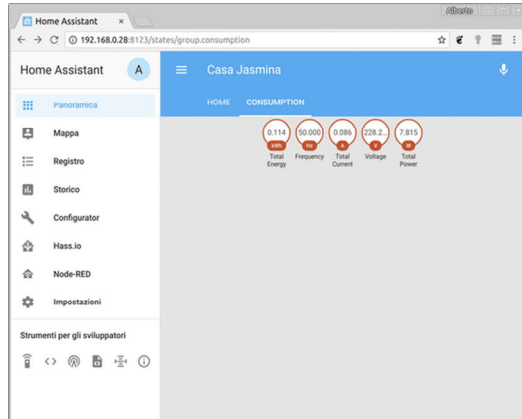 Home Assistant
Alberto
192.168.0.28:8123/states/group.consumption
Home Assistant
A
Casa Jasmina
HOME CONSUMPTION
Panoramica
Mappa
Registro
Storico
Configurator
Hass.io
Node-RED
Impostazioni
Strumenti per gli sviluppatori
0.114 50.000 0.086 228.2... 7.815
kWh Hz A V W
Total Energy Frequency Total Current Voltage Total Power